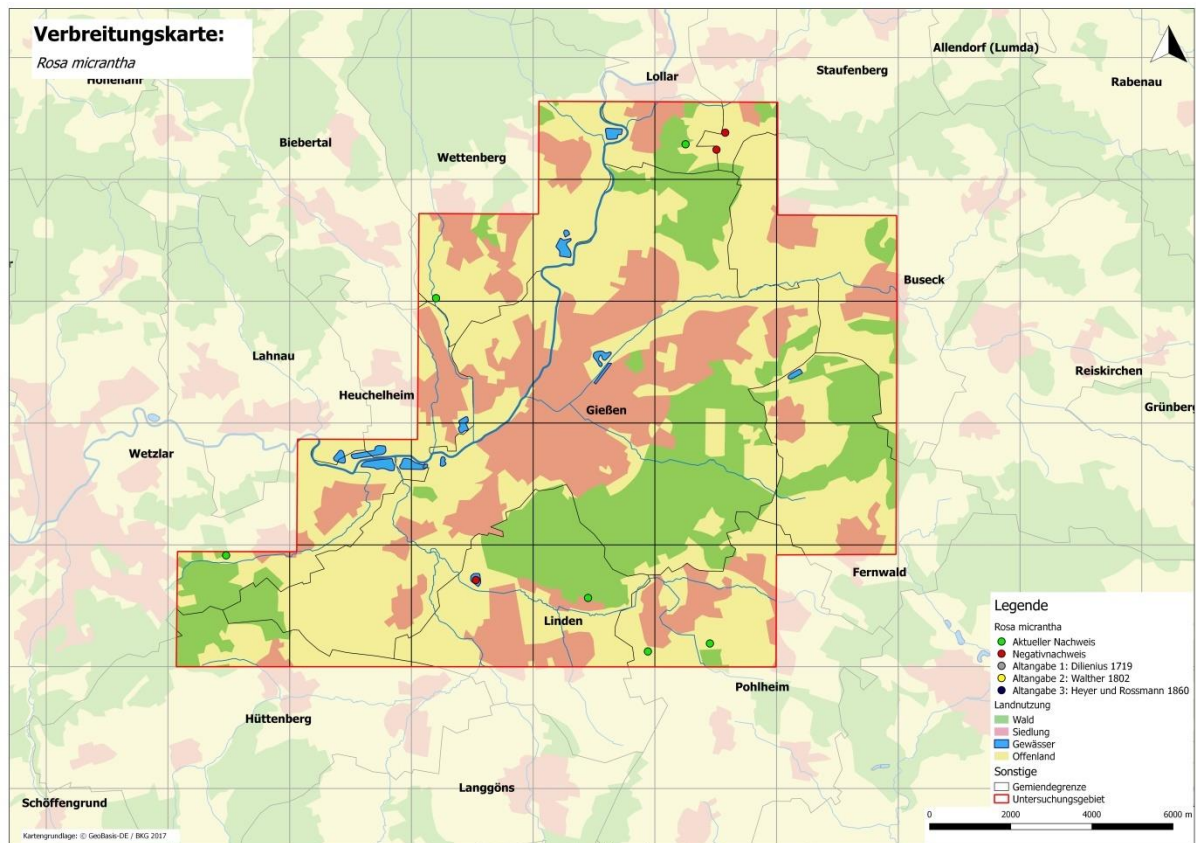 Verbreitungskarte:
Rosa micrantha
Hohenahr
Allendorf (Lumda)
Lollar
Staufenberg
Rabenau
Biebertal
Wettenberg
Buseck
Lahnau
Reiskirchen
Heuchelheim
Gießen
Grünberg
Wetzlar
Fernwald
Linden
Pohlheim
Hüttenberg
Langgöns
Schöffengrund
Legende
Rosa micrantha
Aktueller Nachweis
Negativnachweis
Altangabe 1: Dilienius 1719
Altangabe 2: Walther 1802
Altangabe 3: Heyer und Rossmann 1860
Landnutzung
Wald
Siedlung
Gewässer
Offenland
Sonstige
Gemiendegrenze
Untersuchungsgebiet
0 2000 4000 6000 m
Kartengrundlage: © GeoBasis-DE / BKG 2017